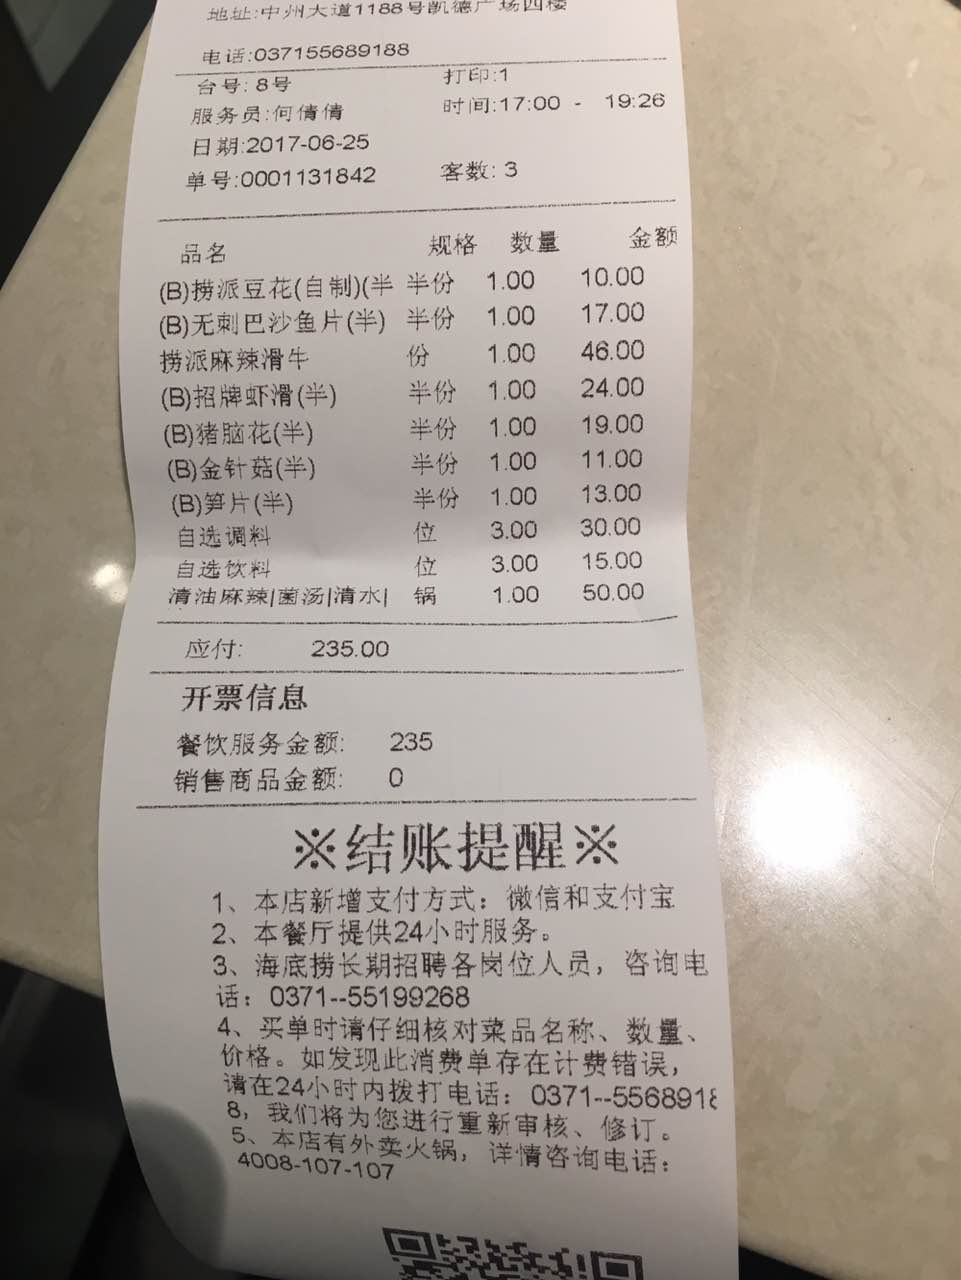 地址:中州大道1188号凯德广场四楼
电话:037155689188
台号: 8号 打印:1
服务员:何倩倩 时间:17:00 - 19:26
日期:2017-06-25
单号:0001131842 客数: 3
品名 规格 数量 金额
(B)捞派豆花(自制)(半 半份 1.00 10.00
(B)无刺巴沙鱼片(半) 半份 1.00 17.00
捞派麻辣滑牛 份 1.00 46.00
(B)招牌虾滑(半) 半份 1.00 24.00
(B)猪脑花(半) 半份 1.00 19.00
(B)金针菇(半) 半份 1.00 11.00
(B)笋片(半) 半份 1.00 13.00
自选调料 位 3.00 30.00
自选饮料 位 3.00 15.00
清油麻辣|菌汤|清水| 锅 1.00 50.00
应付: 235.00
开票信息
餐饮服务金额: 235
销售商品金额: 0
※结账提醒※
1、本店新增支付方式：微信和支付宝
2、本餐厅提供24小时服务。
3、海底捞长期招聘各岗位人员，咨询电
话：0371--55199268
4、买单时请仔细核对菜品名称、数量、
价格。如发现此消费单存在计费错误，
请在24小时内拨打电话：0371--5568918
8，我们将为您进行重新审核、修订。
5、本店有外卖火锅，详情咨询电话：
4008-107-107